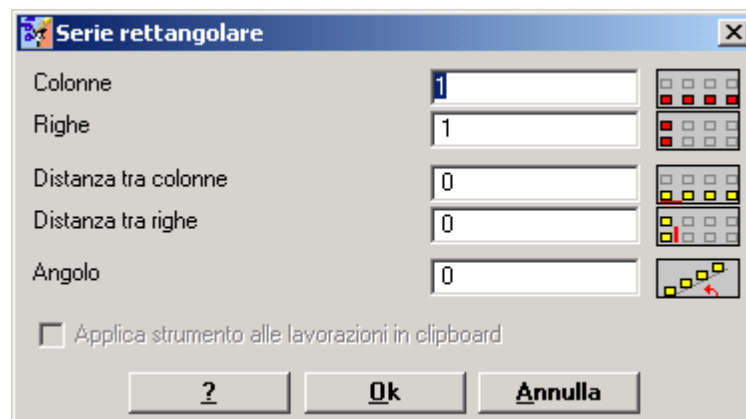 Serie rettangolare
Colonne 1
Righe 1
Distanza tra colonne 0
Distanza tra righe 0
Angolo 0
Applica strumento alle lavorazioni in clipboard
? Ok Annulla